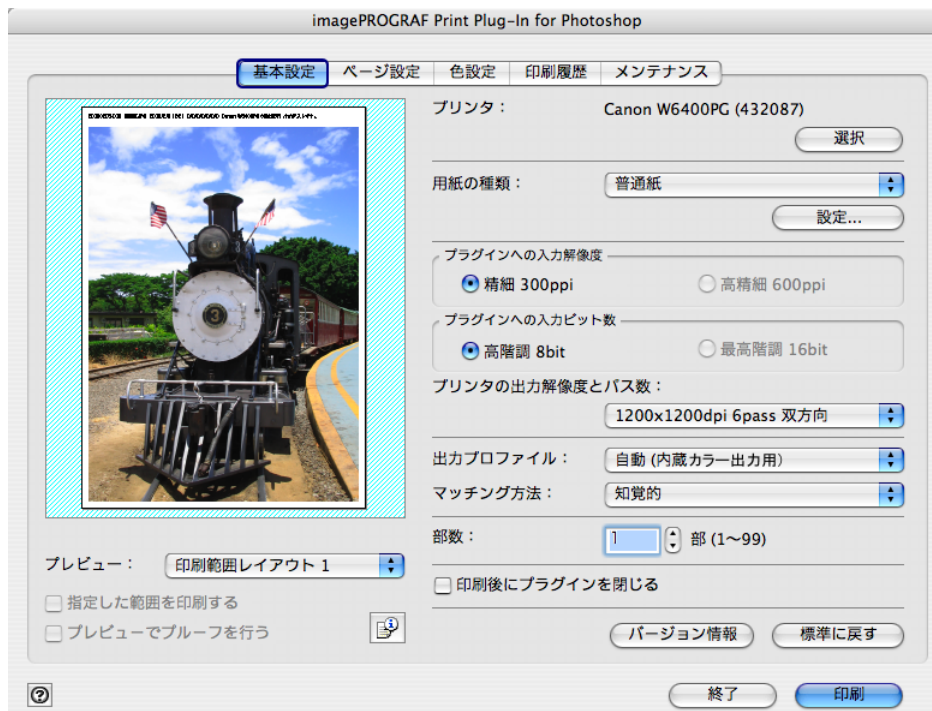 imagePROGRAF Print Plug-In for Photoshop
基本設定 ページ設定 色設定 印刷履歴 メンテナンス
プリンタ： Canon W6400PG (432087)
選択
用紙の種類： 普通紙
設定...
プラグインへの入力解像度
精細 300ppi 高精細 600ppi
プラグインへの入力ビット数
高階調 8bit 最高階調 16bit
プリンタの出力解像度とパス数：
1200x1200dpi 6pass 双方向
出力プロファイル： 自動 (内蔵カラー出力用)
マッチング方法： 知覚的
部数： 1 部 (1〜99)
印刷後にプラグインを閉じる
バージョン情報 標準に戻す
3
プレビュー： 印刷範囲レイアウト 1
指定した範囲を印刷する
プレビューでプルーフを行う
?
終了 印刷